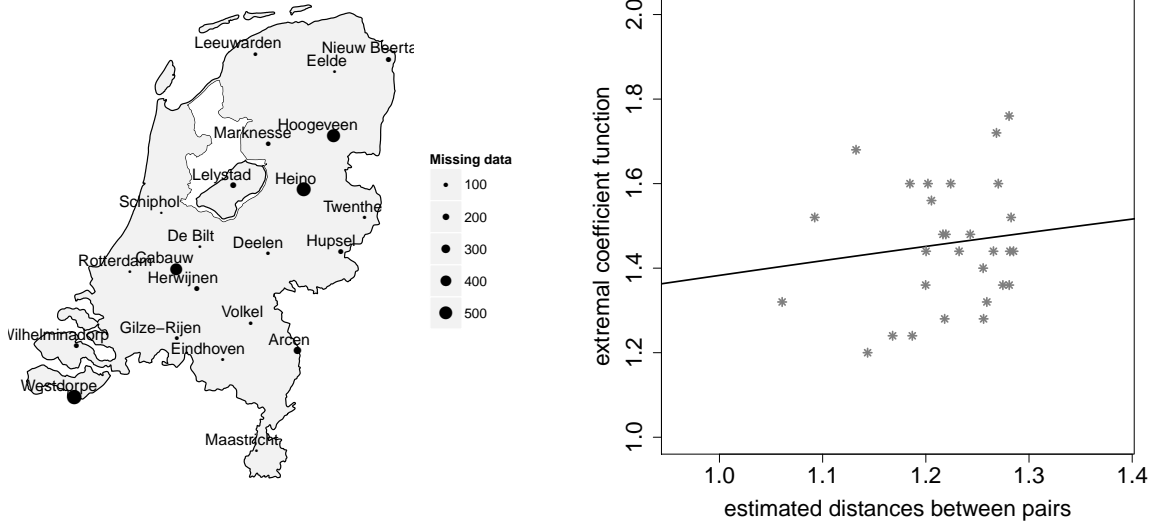 Leeuwarden
Nieuw Beerta
Eelde
Hoogeveen
Marknesse
Lelystad
Heino
Schiphol
Twenthe
De Bilt
Deelen
Hupsel
Cabauw
Rotterdam
Herwijnen
Volkel
Gilze−Rijen
Wilhelminadorp
Arcen
Eindhoven
Westdorpe
Maastricht
Missing data
100
200
300
400
500
extremal coefficient function
2.0
1.8
1.6
1.4
1.2
1.0
1.0 1.1 1.2 1.3 1.4
estimated distances between pairs